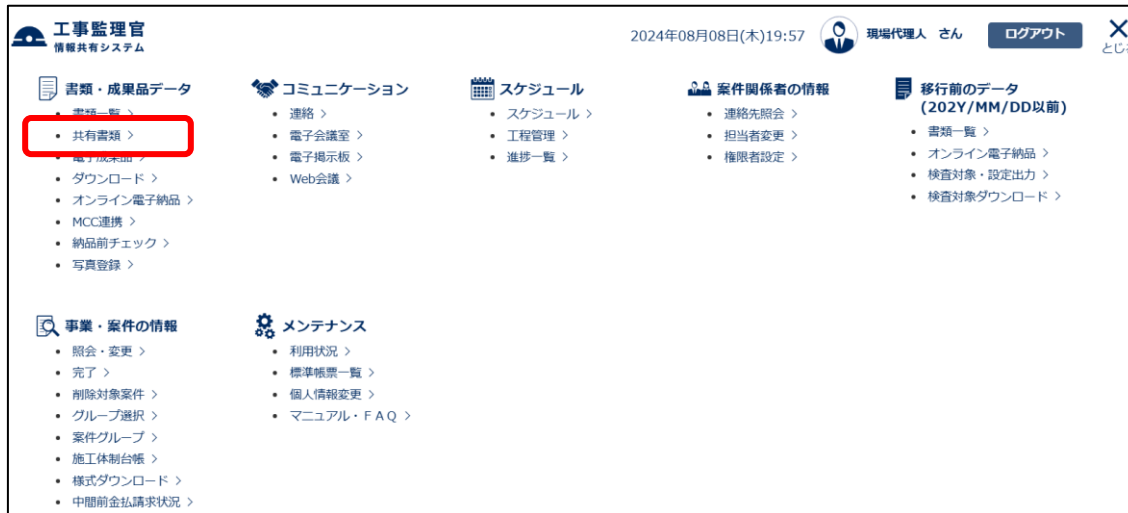 工事監理官
情報共有システム
2024年08月08日(木)19:57
現場代理人 さん
ログアウト
とじる
書類・成果品データ
・書類一覧 >
・共有書類 >
・電子成果品 >
・ダウンロード >
・オンライン電子納品 >
・MCC連携 >
・納品前チェック >
・写真登録 >
コミュニケーション
・連絡 >
・電子会議室 >
・電子掲示板 >
・Web会議 >
スケジュール
・スケジュール >
・工程管理 >
・進捗一覧 >
案件関係者の情報
・連絡先照会 >
・担当者変更 >
・権限者設定 >
移行前のデータ
(202Y/MM/DD以前)
・書類一覧 >
・オンライン電子納品 >
・検査対象・設定出力 >
・検査対象ダウンロード >
事業・案件の情報
・照会・変更 >
・完了 >
・削除対象案件 >
・グループ選択 >
・案件グループ >
・施工体制台帳 >
・様式ダウンロード >
・中間前金払請求状況 >
メンテナンス
・利用状況 >
・標準帳票一覧 >
・個人情報変更 >
・マニュアル・ＦＡＱ >